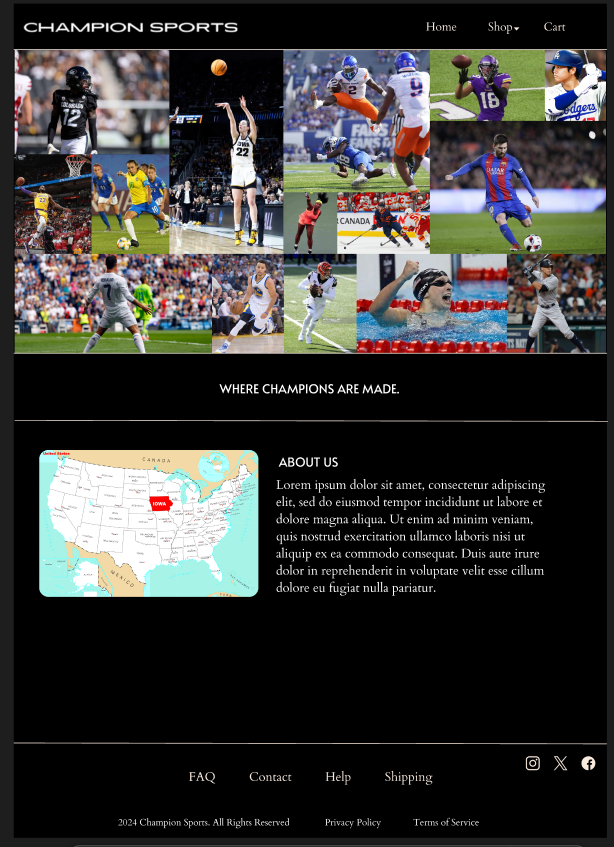 CHAMPION SPORTS
Home Shop Cart
COLORADO
12
IOWA
22
2
9
18
Dodgers
QATAR
23
CANADA
7
WHERE CHAMPIONS ARE MADE.
United States
CANADA
IOWA
MEXICO
ABOUT US
Lorem ipsum dolor sit amet, consectetur adipiscing
elit, sed do eiusmod tempor incididunt ut labore et
dolore magna aliqua. Ut enim ad minim veniam,
quis nostrud exercitation ullamco laboris nisi ut
aliquip ex ea commodo consequat. Duis aute irure
dolor in reprehenderit in voluptate velit esse cillum
dolore eu fugiat nulla pariatur.
FAQ Contact Help Shipping
2024 Champion Sports. All Rights Reserved Privacy Policy Terms of Service